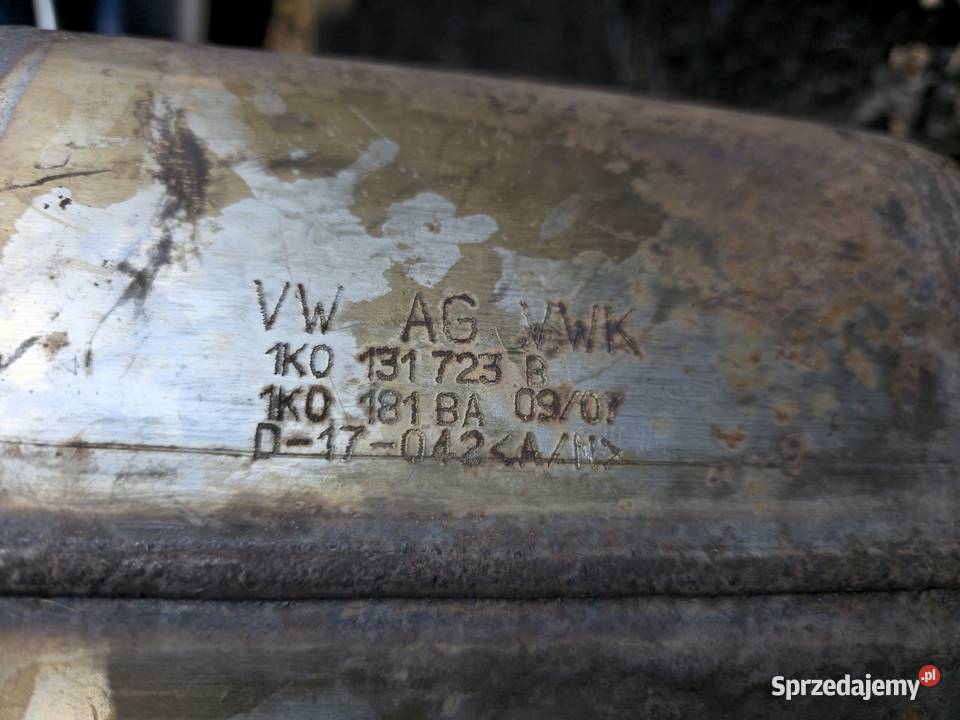 VW AG VWK
1K0 131 723 B
1K0 181 BA 09/07
D-17-042<A/N>
Sprzedajemy.pl